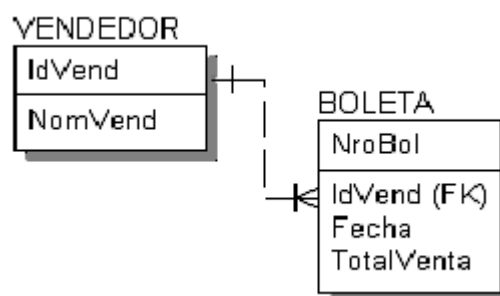 VENDEDOR
IdVend
NomVend
BOLETA
NroBol
IdVend (FK)
Fecha
TotalVenta